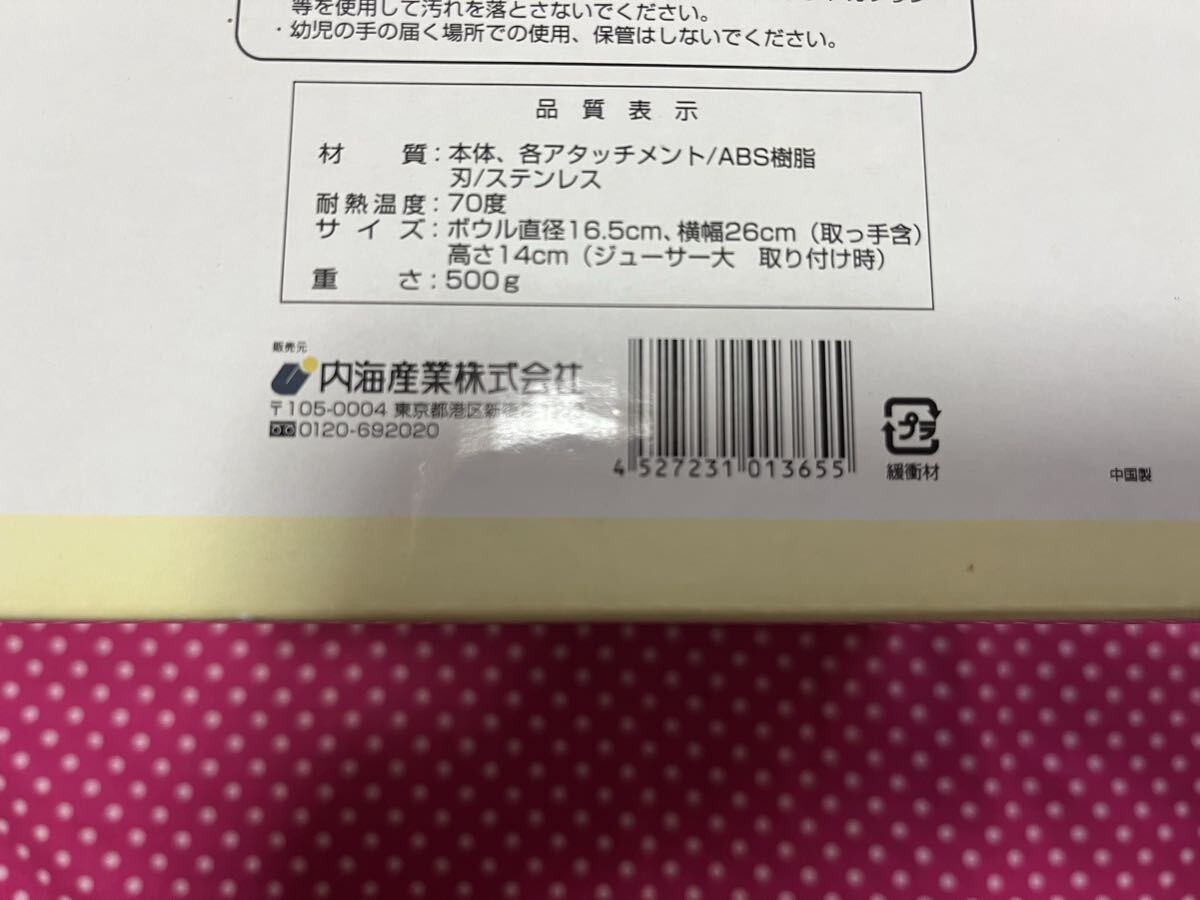 等を使用して汚れを落とさないでください。
・幼児の手の届く場所での使用、保管はしないでください。
品質表示
材質：本体、各アタッチメント/ABS樹脂
刃/ステンレス
耐熱温度：70度
サイズ：ボウル直径16.5cm、横幅26cm（取っ手含）
高さ14cm（ジューサー大 取り付け時）
重さ：500g
販売元
内海産業株式会社
〒105-0004 東京都港区新橋
0120-692020
4 527231 013655
プラ
緩衝材
中国製